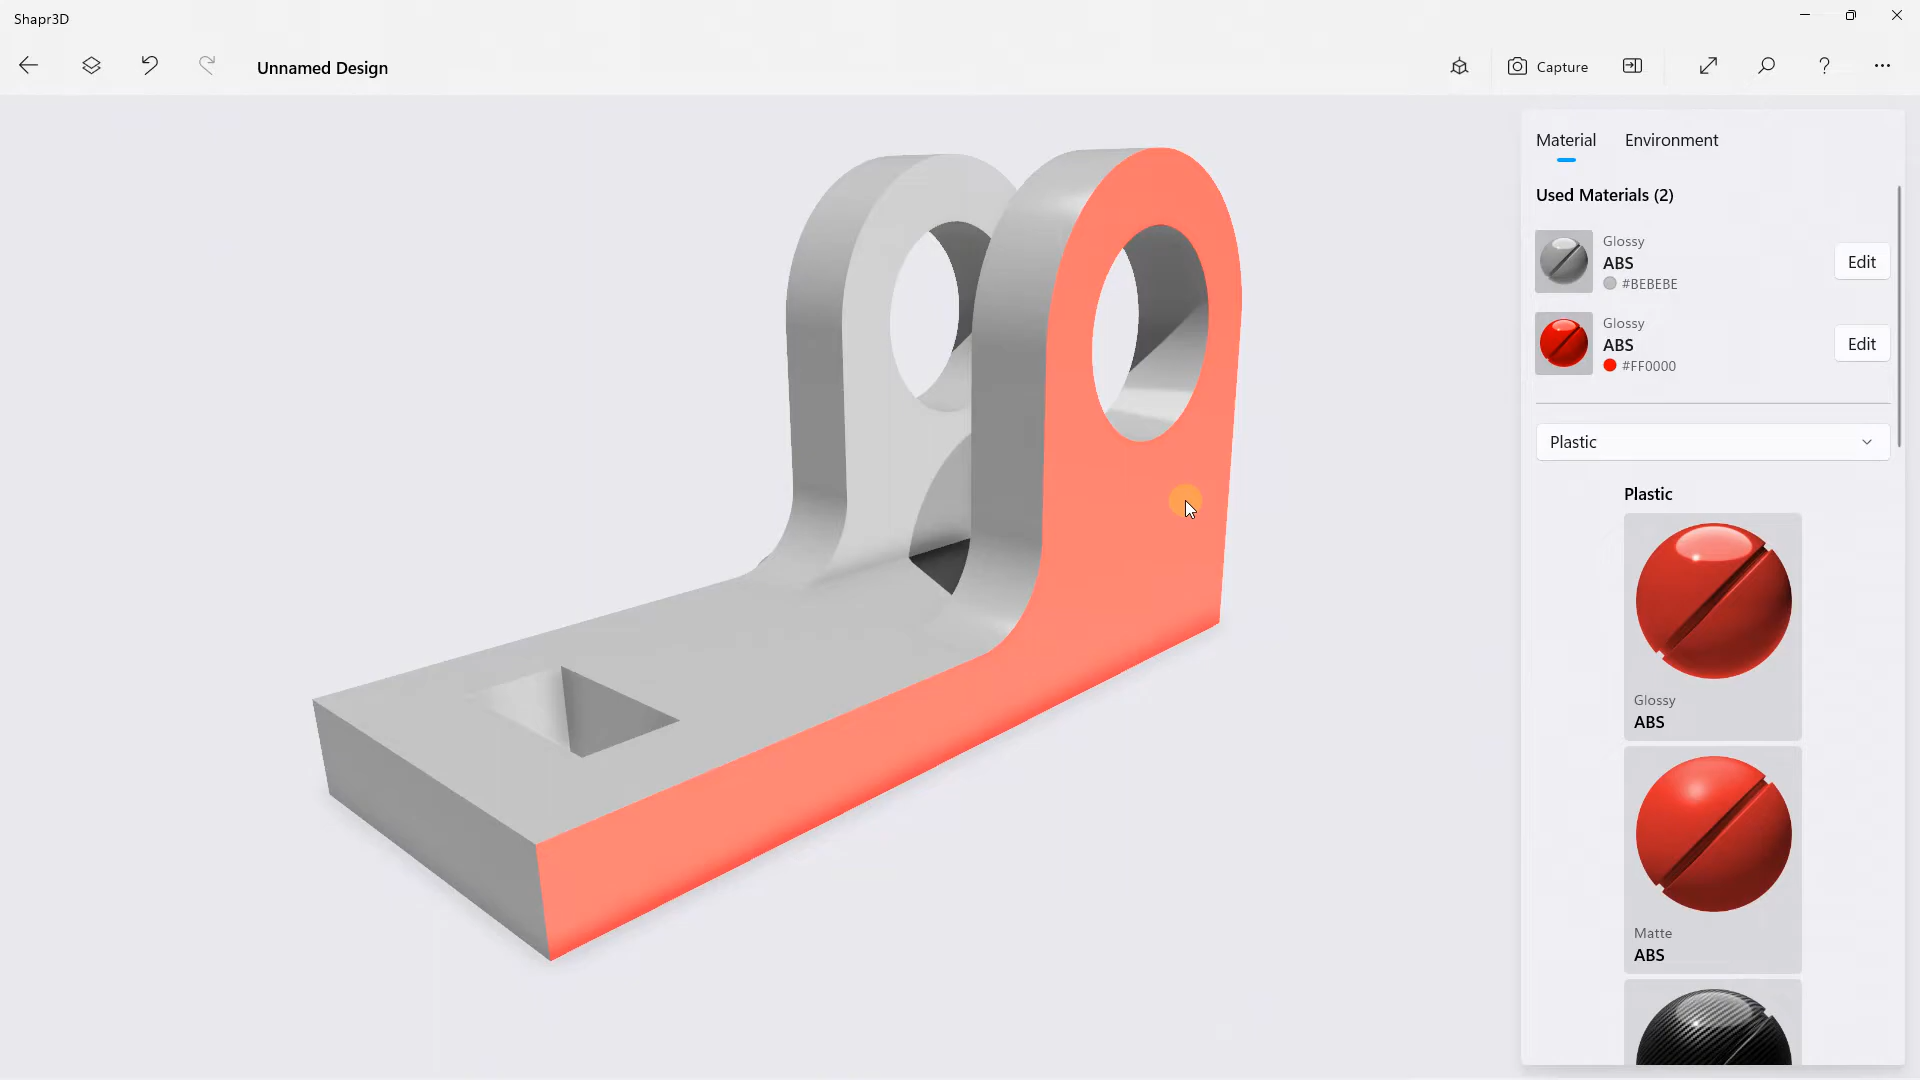 Shapr3D
Unnamed Design
Capture
Material Environment
Used Materials (2)
Glossy
ABS
#BEBEBE
Edit
Glossy
ABS
#FF0000
Edit
Plastic
Plastic
Glossy
ABS
Matte
ABS